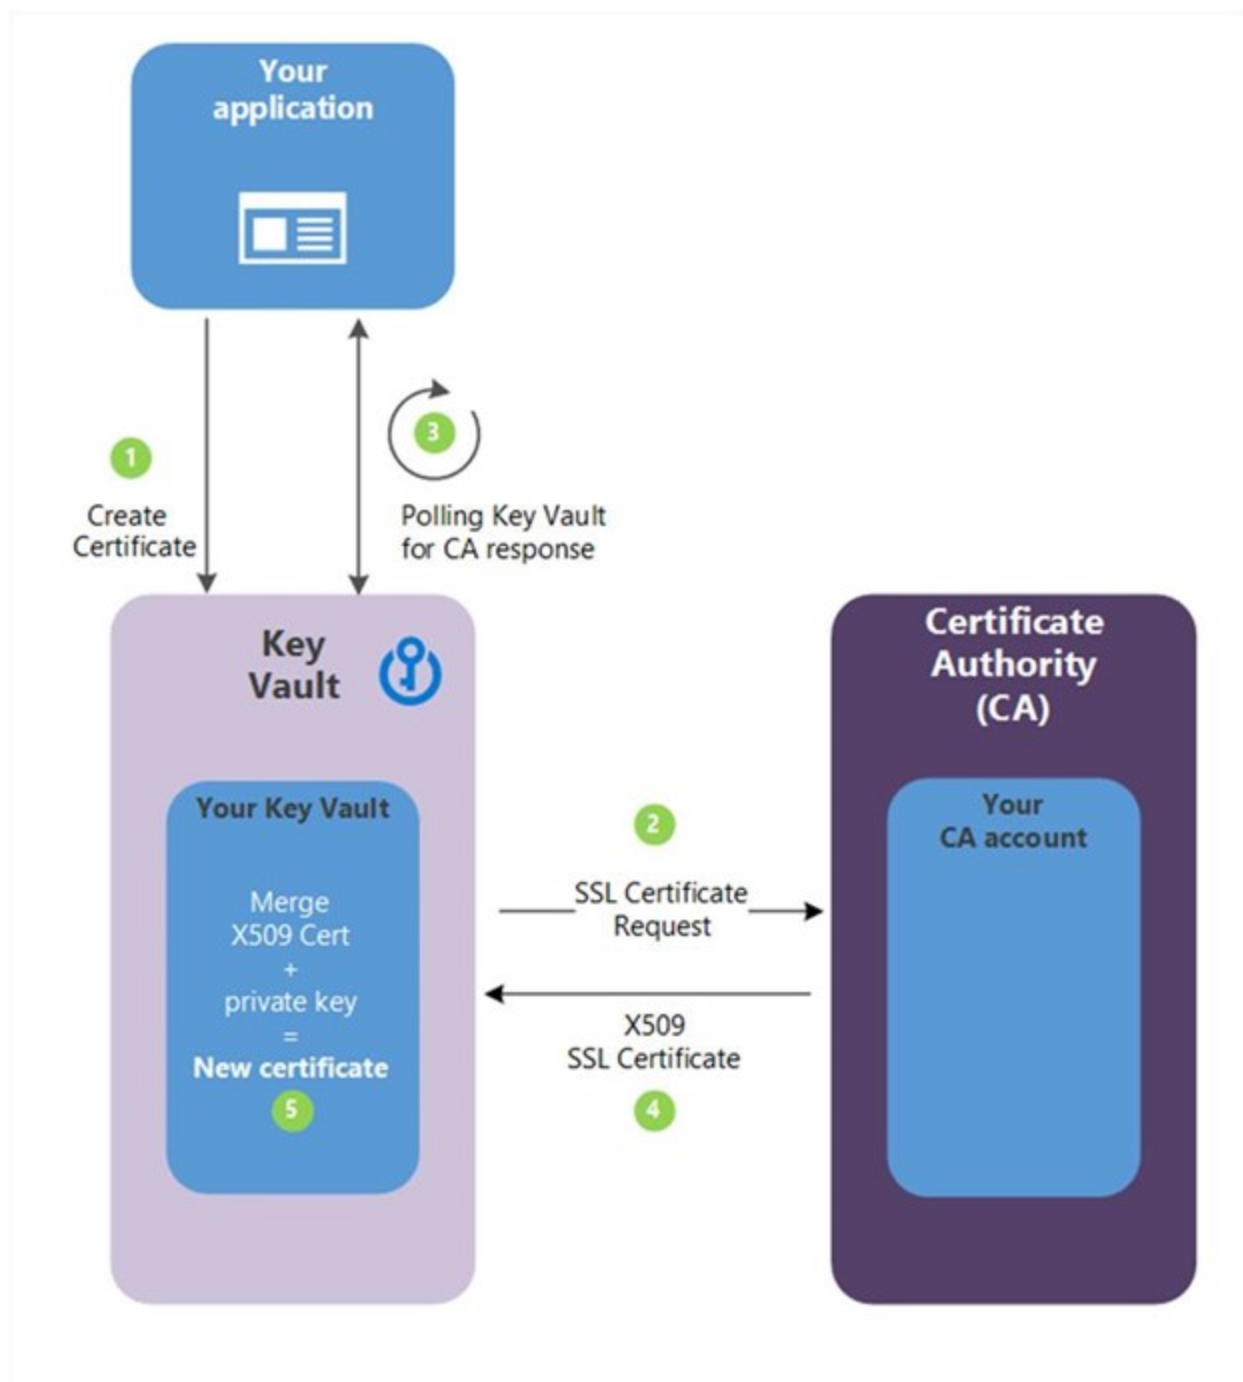 Your
application
1
Create
Certificate
3
Polling Key Vault
for CA response
Key
Vault
Your Key Vault
Merge
X509 Cert
+
private key
=
New certificate
5
2
SSL Certificate
Request
X509
SSL Certificate
4
Certificate
Authority
(CA)
Your
CA account